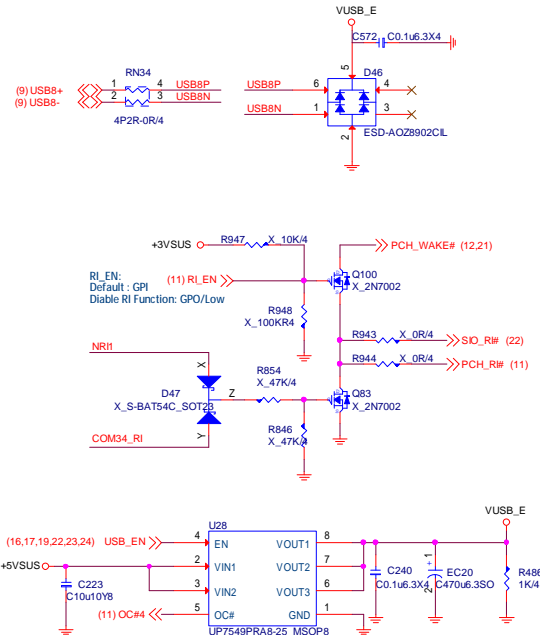 VUSB_E
C572 C0.1u6.3X4
RN34
D46
(9) USB8+ 1 4 USB8P USB8P 6 5 4
(9) USB8- 2 3 USB8N USB8N 1 2 3
4P2R-0R/4
ESD-AOZ8902CIL
+3VSUS R947 X_10K/4
PCH_WAKE# (12,21)
RI_EN:
Default : GPI
Diable RI Function: GPO/Low
(11) RI_EN
Q100
X_2N7002
R948
X_100KR4
R943 X_0R/4 SIO_RI# (22)
R944 X_0R/4 PCH_RI# (11)
NRI1
X
D47
X_S-BAT54C_SOT23
Z
Y
R854
X_47K/4
Q83
X_2N7002
R846
X_47K/4
COM34_RI
VUSB_E
U28
(16,17,19,22,23,24) USB_EN 4 EN VOUT1 8
+5VSUS 2 VIN1 VOUT2 7
3 VIN2 VOUT3 6
(11) OC#4 5 OC# GND 1
UP7549PRA8-25_MSOP8
C223
C10u10Y8
C240
C0.1u6.3X4
1
+
2
EC20
C470u6.3SO
R486
1K/4